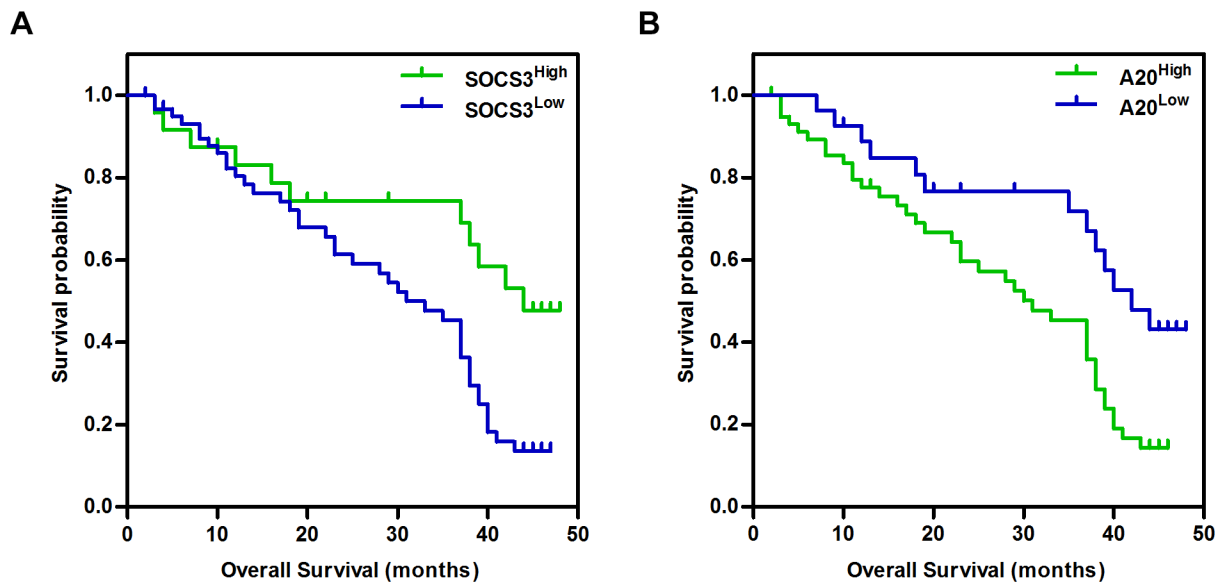 A
SOCS3High
SOCS3Low
Survival probability
1.0
0.8
0.6
0.4
0.2
0.0
0 10 20 30 40 50
Overall Survival (months)
B
A20High
A20Low
Survival probability
1.0
0.8
0.6
0.4
0.2
0.0
0 10 20 30 40 50
Overall Survival (months)